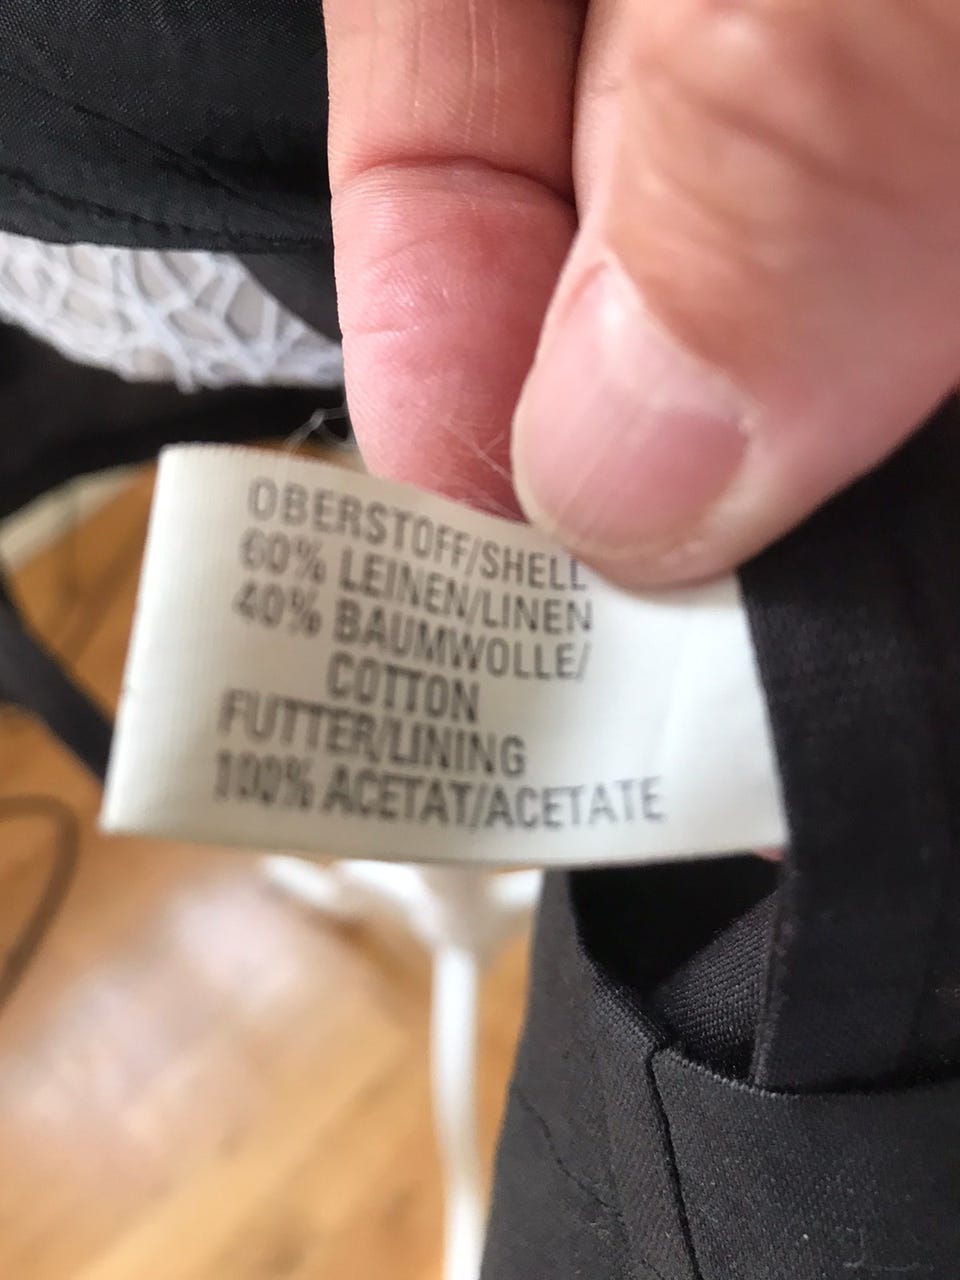 OBERSTOFF/SHELL
60% LEINEN/LINEN
40% BAUMWOLLE/
COTTON
FUTTER/LINING
100% ACETAT/ACETATE